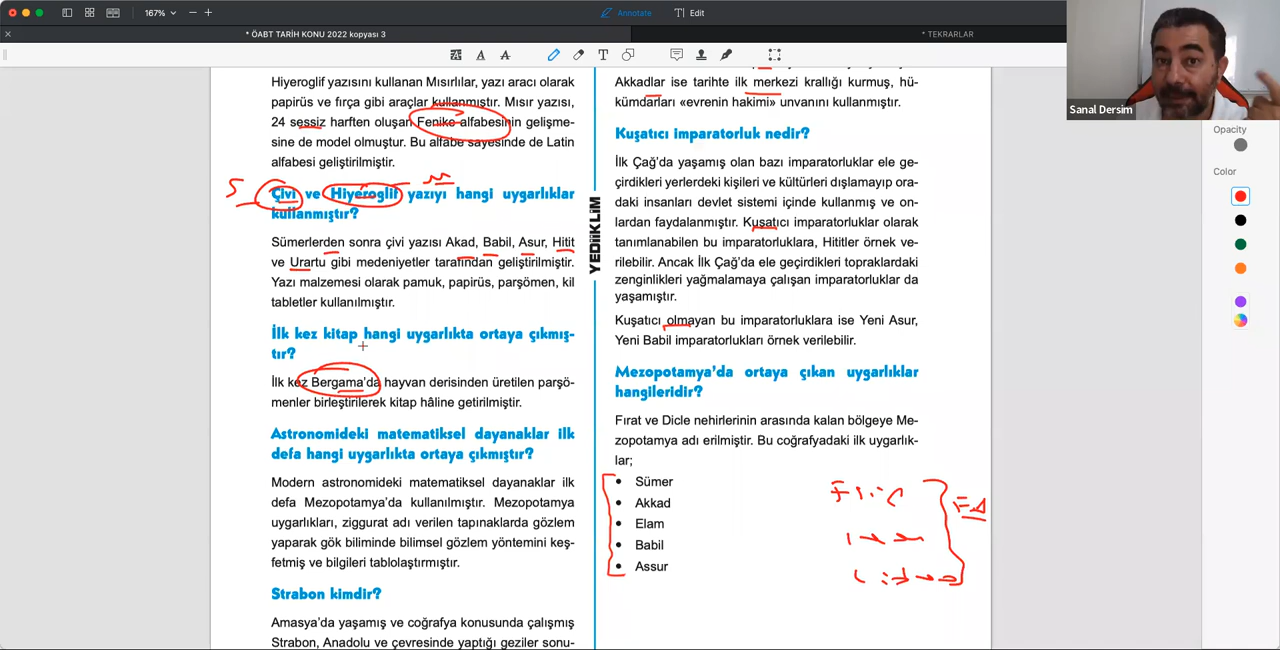 167%
Annotate
Edit
* ÖABT TARİH KONU 2022 kopyası 3
* TEKRARLAR
Hiyeroglif yazısını kullanan Mısırlılar, yazı aracı olarak
papirüs ve fırça gibi araçlar kullanmıştır. Mısır yazısı,
24 sessiz harften oluşan Fenike alfabesinin gelişme-
sine de model olmuştur. Bu alfabe sayesinde de Latin
alfabesi geliştirilmiştir.
Çivi ve Hiyeroglif yazıyı hangi uygarlıklar
kullanmıştır?
Sümerlerden sonra çivi yazısı Akad, Babil, Asur, Hitit
ve Urartu gibi medeniyetler tarafından geliştirilmiştir.
Yazı malzemesi olarak pamuk, papirüs, parşömen, kil
tabletler kullanılmıştır.
İlk kez kitap hangi uygarlıkta ortaya çıkmış-
tır?
İlk kez Bergama'da hayvan derisinden üretilen parşö-
menler birleştirilerek kitap hâline getirilmiştir.
Astronomideki matematiksel dayanaklar ilk
defa hangi uygarlıkta ortaya çıkmıştır?
Modern astronomideki matematiksel dayanaklar ilk
defa Mezopotamya'da kullanılmıştır. Mezopotamya
uygarlıkları, ziggurat adı verilen tapınaklarda gözlem
yaparak gök biliminde bilimsel gözlem yöntemini keş-
fetmiş ve bilgileri tablolaştırmıştır.
Strabon kimdir?
Amasya'da yaşamış ve coğrafya konusunda çalışmış
Strabon, Anadolu ve çevresinde yaptığı geziler sonu-
YEDİİKLİM
Akkadlar ise tarihte ilk merkezi krallığı kurmuş, hü-
kümdarları «evrenin hakimi» unvanını kullanmıştır.
Kuşatıcı imparatorluk nedir?
İlk Çağ'da yaşamış olan bazı imparatorluklar ele ge-
çirdikleri yerlerdeki kişileri ve kültürleri dışlamayıp ora-
daki insanları devlet sistemi içinde kullanmış ve on-
lardan faydalanmıştır. Kuşatıcı imparatorluklar olarak
tanımlanabilen bu imparatorluklara, Hititler örnek ve-
rilebilir. Ancak İlk Çağ'da ele geçirdikleri topraklardaki
zenginlikleri yağmalamaya çalışan imparatorluklar da
yaşamıştır.
Kuşatıcı olmayan bu imparatorluklara ise Yeni Asur,
Yeni Babil imparatorlukları örnek verilebilir.
Mezopotamya'da ortaya çıkan uygarlıklar
hangileridir?
Fırat ve Dicle nehirlerinin arasında kalan bölgeye Me-
zopotamya adı erilmiştir. Bu coğrafyadaki ilk uygarlık-
lar;
• Sümer
• Akkad
• Elam
• Babil
• Assur
Sanal Dersim
Opacity
Color